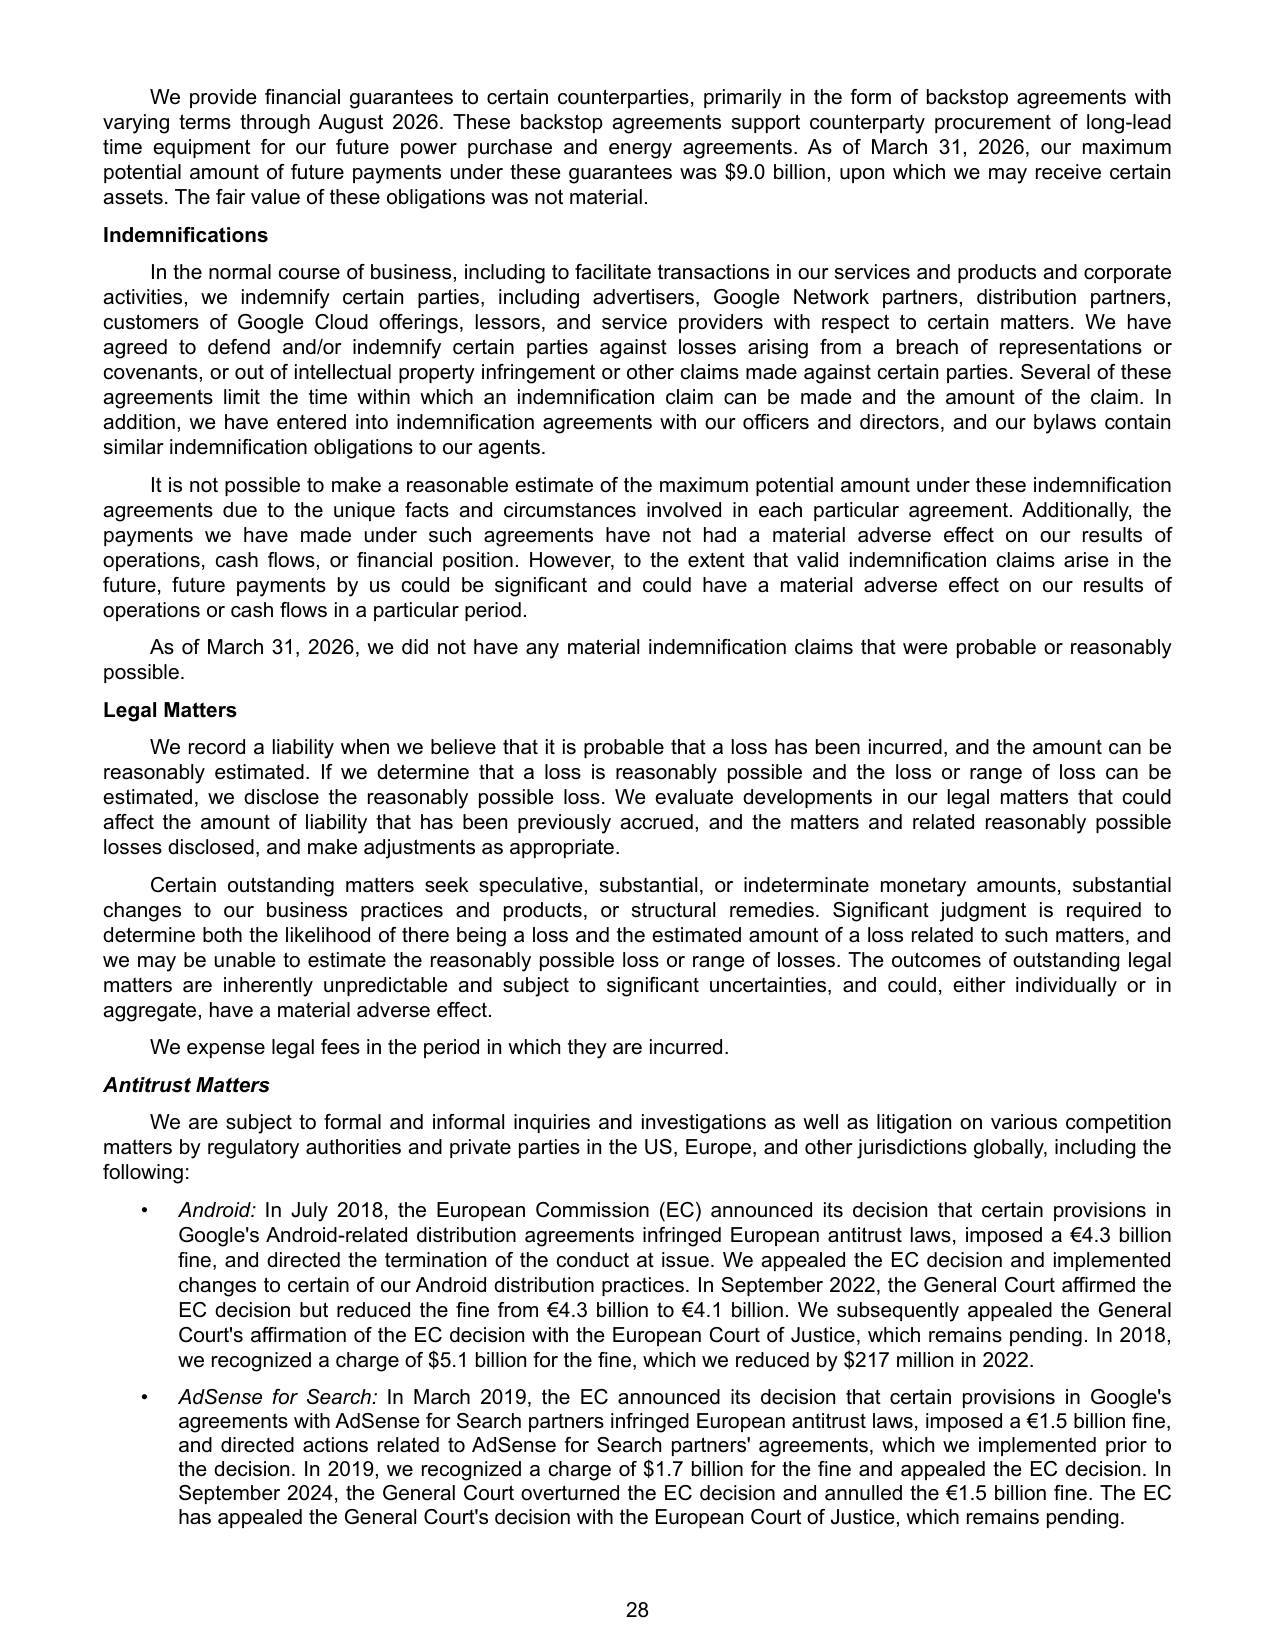 We provide financial guarantees to certain counterparties, primarily in the form of backstop agreements with
varying terms through August 2026. These backstop agreements support counterparty procurement of long-lead
time equipment for our future power purchase and energy agreements. As of March 31, 2026, our maximum
potential amount of future payments under these guarantees was $9.0 billion, upon which we may receive certain
assets. The fair value of these obligations was not material.
Indemnifications
In the normal course of business, including to facilitate transactions in our services and products and corporate
activities, we indemnify certain parties, including advertisers, Google Network partners, distribution partners,
customers of Google Cloud offerings, lessors, and service providers with respect to certain matters. We have
agreed to defend and/or indemnify certain parties against losses arising from a breach of representations or
covenants, or out of intellectual property infringement or other claims made against certain parties. Several of these
agreements limit the time within which an indemnification claim can be made and the amount of the claim. In
addition, we have entered into indemnification agreements with our officers and directors, and our bylaws contain
similar indemnification obligations to our agents.
It is not possible to make a reasonable estimate of the maximum potential amount under these indemnification
agreements due to the unique facts and circumstances involved in each particular agreement. Additionally, the
payments we have made under such agreements have not had a material adverse effect on our results of
operations, cash flows, or financial position. However, to the extent that valid indemnification claims arise in the
future, future payments by us could be significant and could have a material adverse effect on our results of
operations or cash flows in a particular period.
As of March 31, 2026, we did not have any material indemnification claims that were probable or reasonably
possible.
Legal Matters
We record a liability when we believe that it is probable that a loss has been incurred, and the amount can be
reasonably estimated. If we determine that a loss is reasonably possible and the loss or range of loss can be
estimated, we disclose the reasonably possible loss. We evaluate developments in our legal matters that could
affect the amount of liability that has been previously accrued, and the matters and related reasonably possible
losses disclosed, and make adjustments as appropriate.
Certain outstanding matters seek speculative, substantial, or indeterminate monetary amounts, substantial
changes to our business practices and products, or structural remedies. Significant judgment is required to
determine both the likelihood of there being a loss and the estimated amount of a loss related to such matters, and
we may be unable to estimate the reasonably possible loss or range of losses. The outcomes of outstanding legal
matters are inherently unpredictable and subject to significant uncertainties, and could, either individually or in
aggregate, have a material adverse effect.
We expense legal fees in the period in which they are incurred.
Antitrust Matters
We are subject to formal and informal inquiries and investigations as well as litigation on various competition
matters by regulatory authorities and private parties in the US, Europe, and other jurisdictions globally, including the
following:
• Android: In July 2018, the European Commission (EC) announced its decision that certain provisions in
Google's Android-related distribution agreements infringed European antitrust laws, imposed a €4.3 billion
fine, and directed the termination of the conduct at issue. We appealed the EC decision and implemented
changes to certain of our Android distribution practices. In September 2022, the General Court affirmed the
EC decision but reduced the fine from €4.3 billion to €4.1 billion. We subsequently appealed the General
Court's affirmation of the EC decision with the European Court of Justice, which remains pending. In 2018,
we recognized a charge of $5.1 billion for the fine, which we reduced by $217 million in 2022.
• AdSense for Search: In March 2019, the EC announced its decision that certain provisions in Google's
agreements with AdSense for Search partners infringed European antitrust laws, imposed a €1.5 billion fine,
and directed actions related to AdSense for Search partners' agreements, which we implemented prior to
the decision. In 2019, we recognized a charge of $1.7 billion for the fine and appealed the EC decision. In
September 2024, the General Court overturned the EC decision and annulled the €1.5 billion fine. The EC
has appealed the General Court's decision with the European Court of Justice, which remains pending.
28